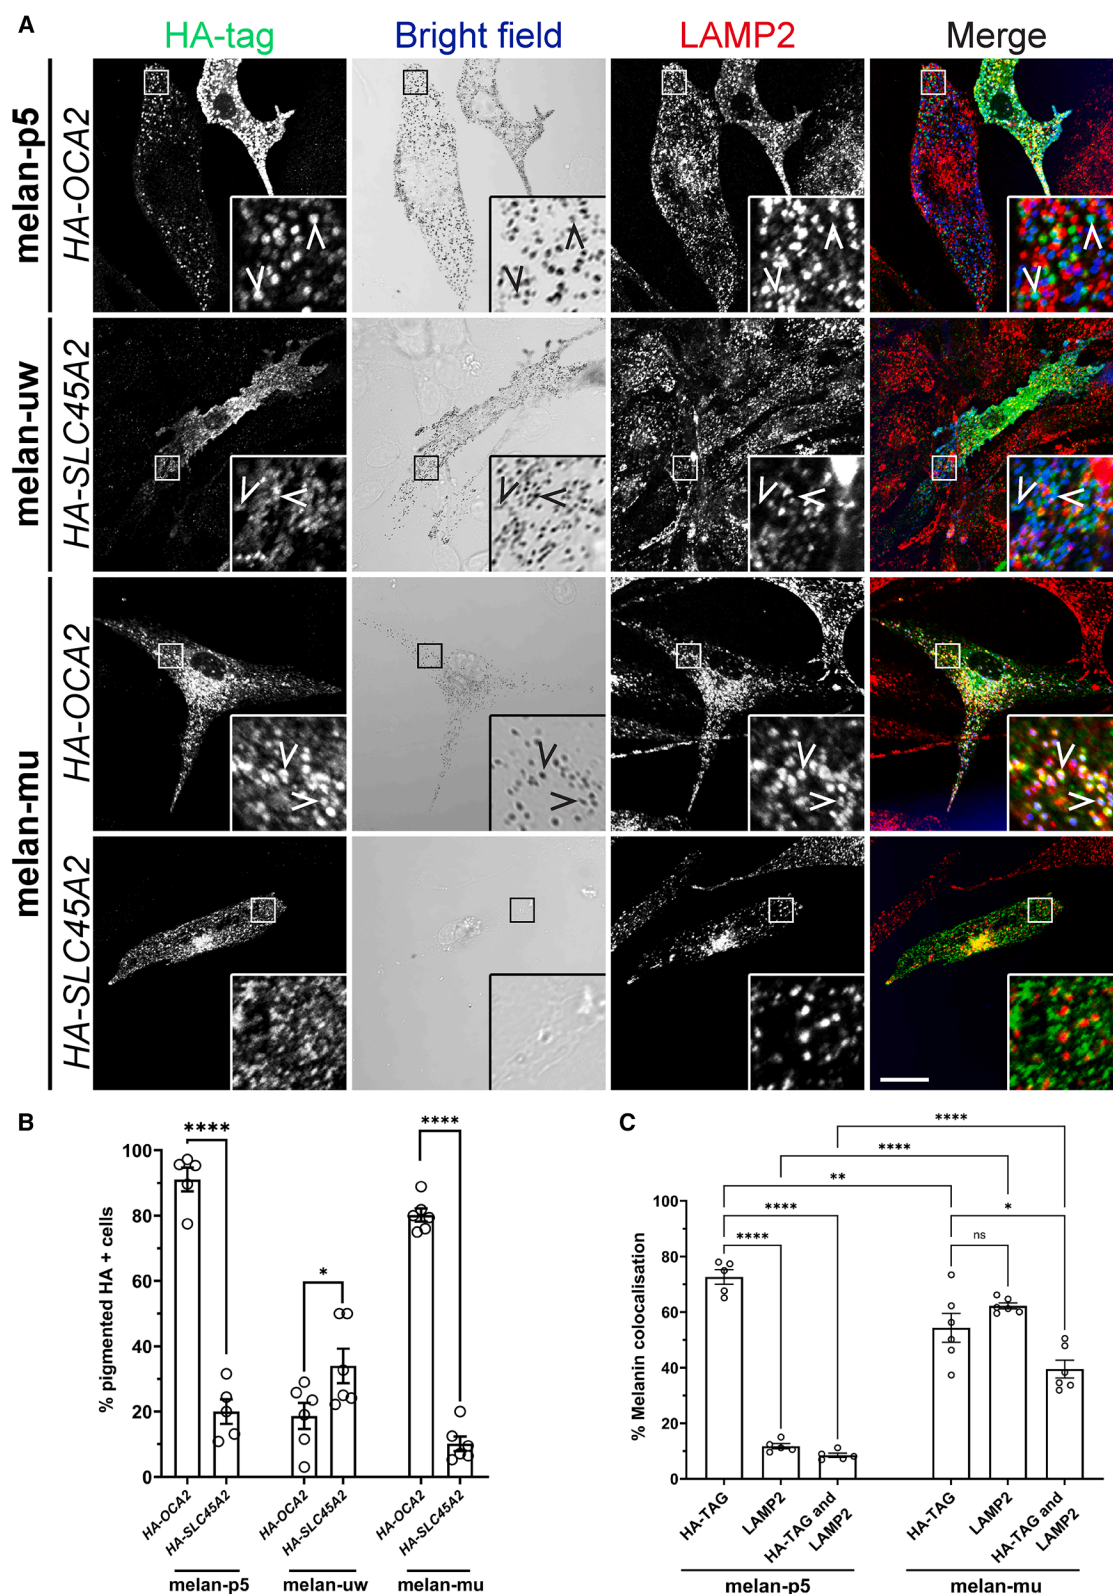 A
HA-tag
Bright field
LAMP2
Merge
melan-p5
HA-OCA2
melan-uw
HA-SLC45A2
melan-mu
HA-OCA2
HA-SLC45A2
B
% pigmented HA + cells
100
80
60
40
20
0
****
*
****
HA-OCA2
HA-SLC45A2
HA-OCA2
HA-SLC45A2
HA-OCA2
HA-SLC45A2
melan-p5
melan-uw
melan-mu
C
% Melanin colocalisation
100
80
60
40
20
0
****
****
**
****
****
ns
*
HA-TAG
LAMP2
HA-TAG and
LAMP2
HA-TAG
LAMP2
HA-TAG and
LAMP2
melan-p5
melan-mu